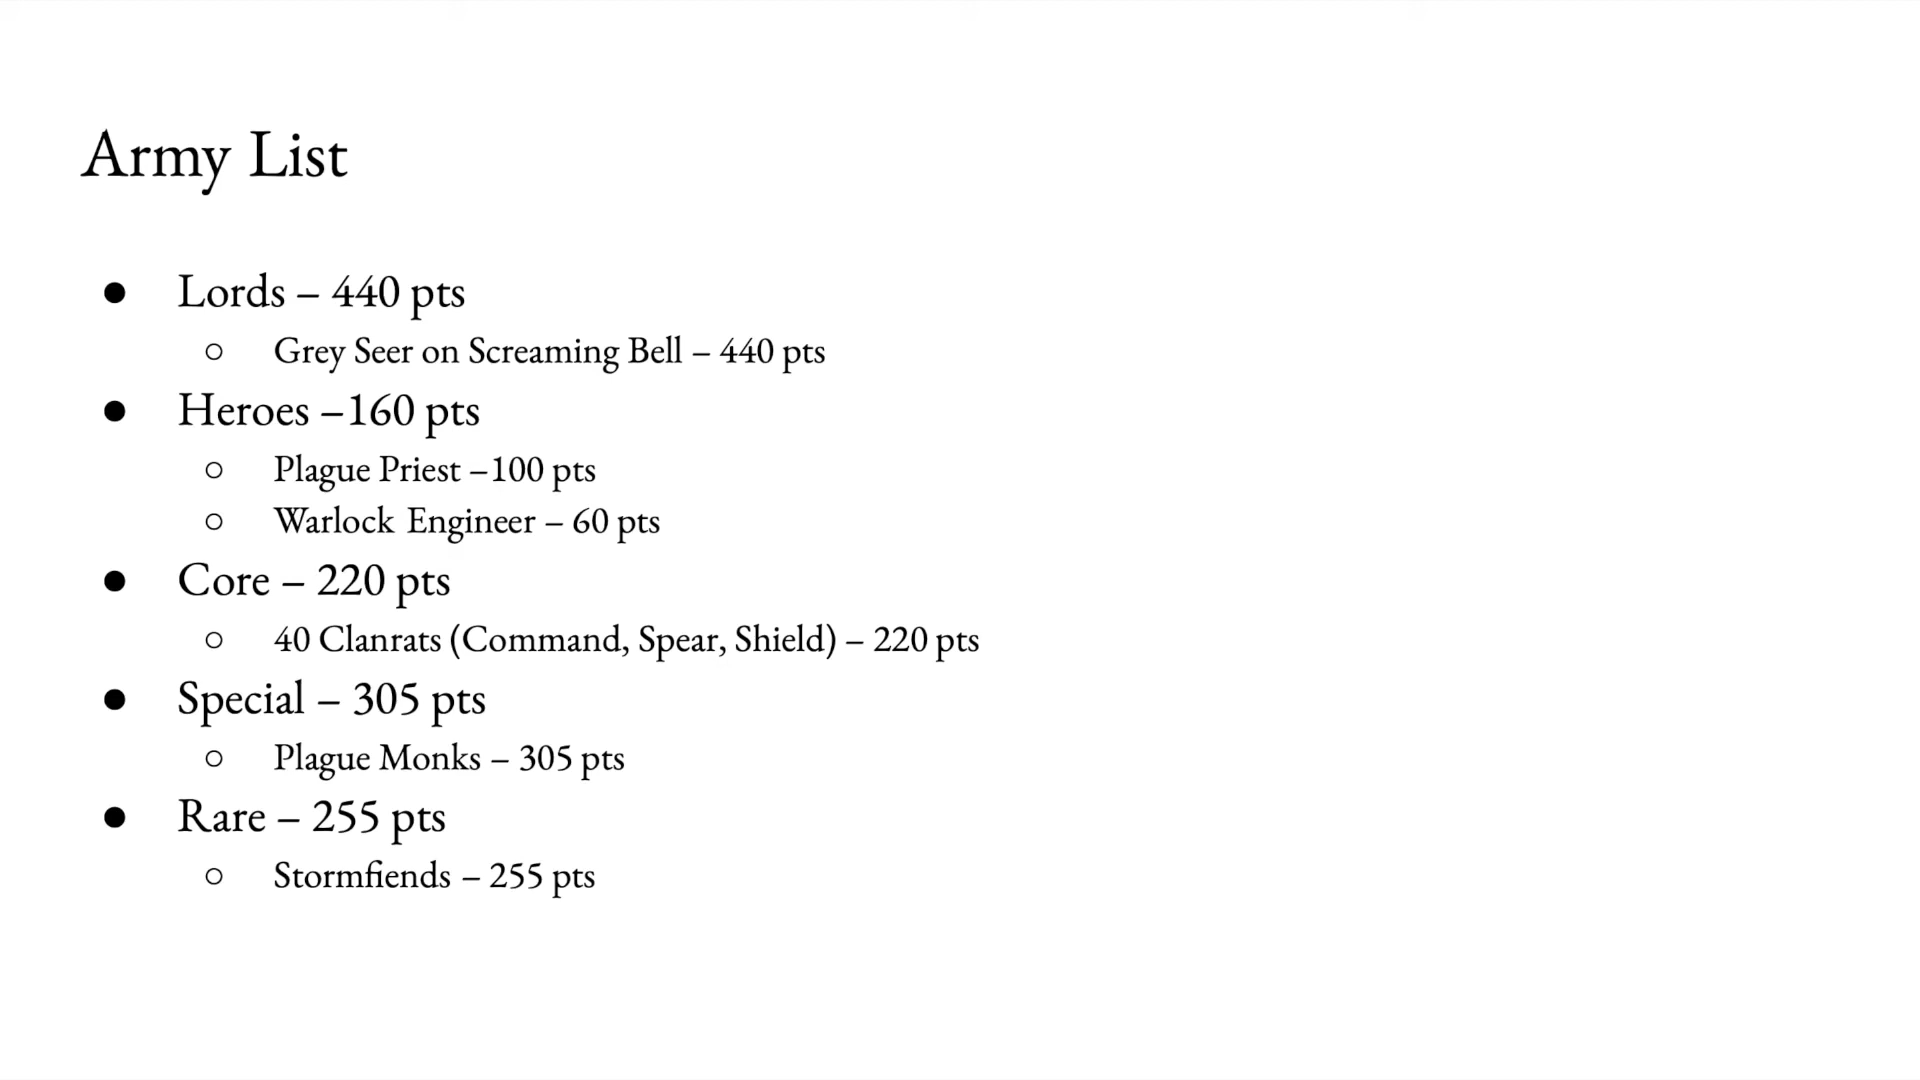 Army List
● Lords – 440 pts
○ Grey Seer on Screaming Bell – 440 pts
● Heroes –160 pts
○ Plague Priest –100 pts
○ Warlock Engineer – 60 pts
● Core – 220 pts
○ 40 Clanrats (Command, Spear, Shield) – 220 pts
● Special – 305 pts
○ Plague Monks – 305 pts
● Rare – 255 pts
○ Stormfiends – 255 pts